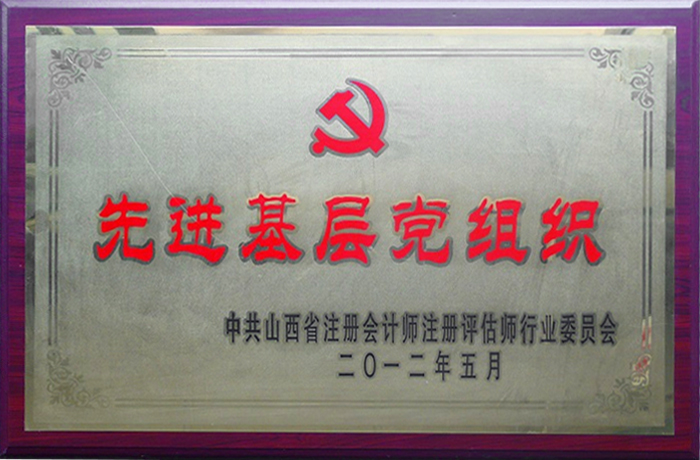 先进基层党组织
中共山西省注册会计师注册评估师行业委员会
二〇一二年五月